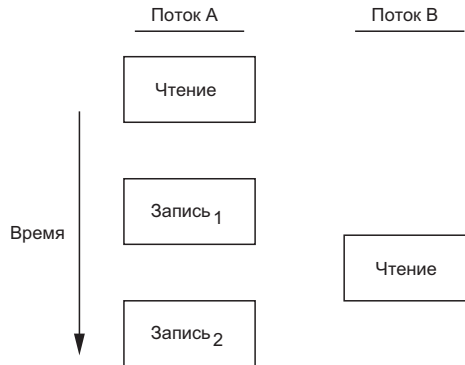 Поток А
Поток В
Чтение
Запись1
Время
Чтение
Запись2